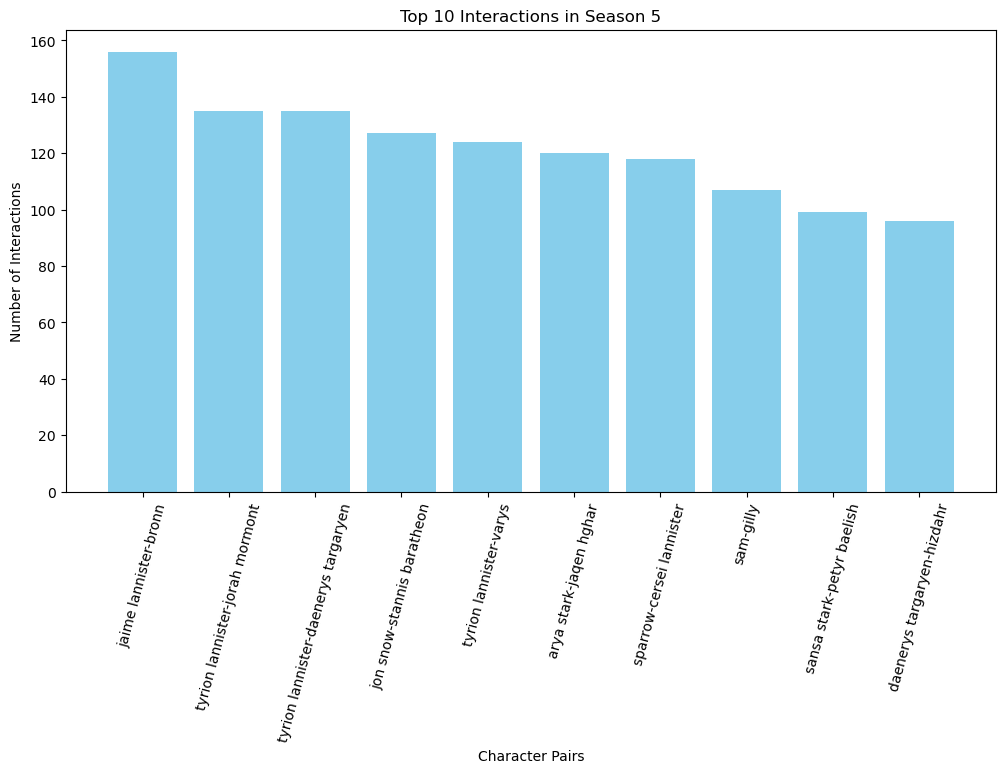 Top 10 Interactions in Season 5
Number of Interactions
160
140
120
100
80
60
40
20
0
jaime lannister-bronn
tyrion lannister-jorah mormont
tyrion lannister-daenerys targaryen
jon snow-stannis baratheon
tyrion lannister-varys
arya stark-jaqen hghar
sparrow-cersei lannister
sam-gilly
sansa stark-petyr baelish
daenerys targaryen-hizdahr
Character Pairs